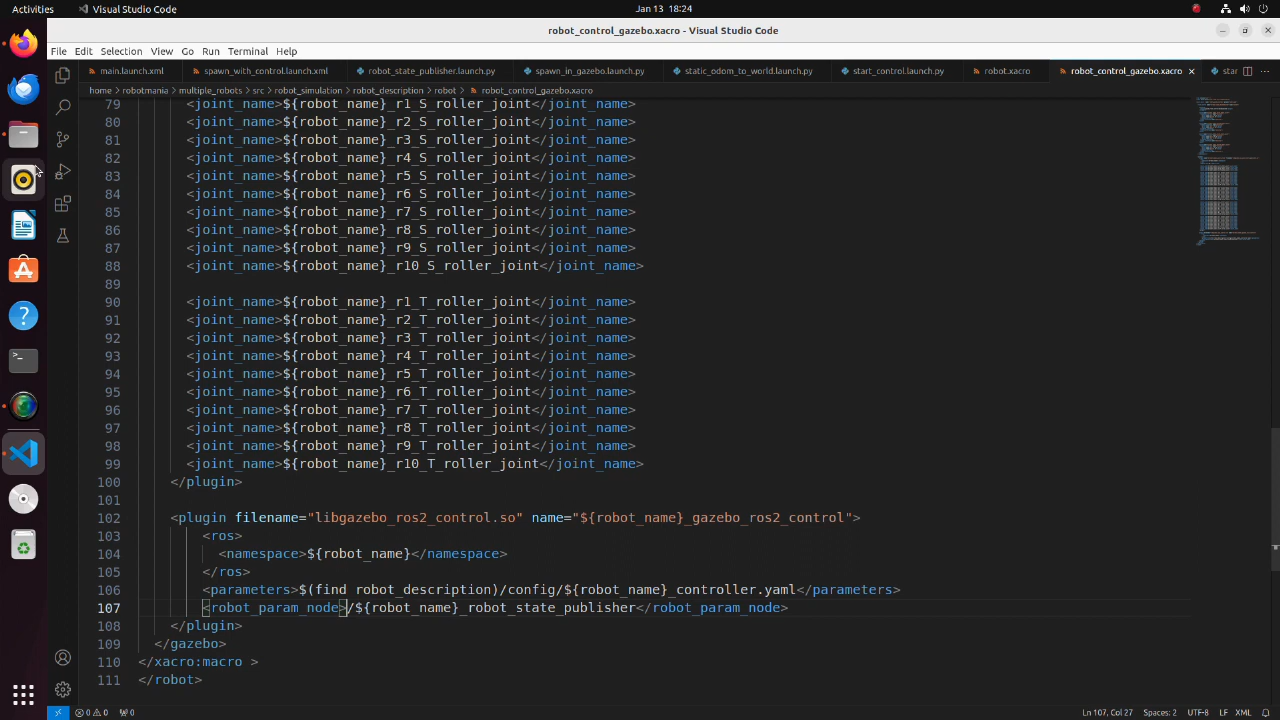 Activities
Visual Studio Code
Jan 13 18:24
robot_control_gazebo.xacro - Visual Studio Code
File Edit Selection View Go Run Terminal Help
main.launch.xml
spawn_with_control.launch.xml
robot_state_publisher.launch.py
spawn_in_gazebo.launch.py
static_odom_to_world.launch.py
start_control.launch.py
robot.xacro
robot_control_gazebo.xacro
star
home robotmania multiple_robots src robot_simulation robot_description robot robot_control_gazebo.xacro
79 <joint_name>${robot_name}_r1_S_roller_joint</joint_name>
80 <joint_name>${robot_name}_r2_S_roller_joint</joint_name>
81 <joint_name>${robot_name}_r3_S_roller_joint</joint_name>
82 <joint_name>${robot_name}_r4_S_roller_joint</joint_name>
83 <joint_name>${robot_name}_r5_S_roller_joint</joint_name>
84 <joint_name>${robot_name}_r6_S_roller_joint</joint_name>
85 <joint_name>${robot_name}_r7_S_roller_joint</joint_name>
86 <joint_name>${robot_name}_r8_S_roller_joint</joint_name>
87 <joint_name>${robot_name}_r9_S_roller_joint</joint_name>
88 <joint_name>${robot_name}_r10_S_roller_joint</joint_name>
89
90 <joint_name>${robot_name}_r1_T_roller_joint</joint_name>
91 <joint_name>${robot_name}_r2_T_roller_joint</joint_name>
92 <joint_name>${robot_name}_r3_T_roller_joint</joint_name>
93 <joint_name>${robot_name}_r4_T_roller_joint</joint_name>
94 <joint_name>${robot_name}_r5_T_roller_joint</joint_name>
95 <joint_name>${robot_name}_r6_T_roller_joint</joint_name>
96 <joint_name>${robot_name}_r7_T_roller_joint</joint_name>
97 <joint_name>${robot_name}_r8_T_roller_joint</joint_name>
98 <joint_name>${robot_name}_r9_T_roller_joint</joint_name>
99 <joint_name>${robot_name}_r10_T_roller_joint</joint_name>
100 </plugin>
101
102 <plugin filename="libgazebo_ros2_control.so" name="${robot_name}_gazebo_ros2_control">
103 <ros>
104 <namespace>${robot_name}</namespace>
105 </ros>
106 <parameters>$(find robot_description)/config/${robot_name}_controller.yaml</parameters>
107 <robot_param_node>/${robot_name}_robot_state_publisher</robot_param_node>
108 </plugin>
109 </gazebo>
110 </xacro:macro >
111 </robot>
0 0 0
Ln 107, Col 27 Spaces: 2 UTF-8 LF XML